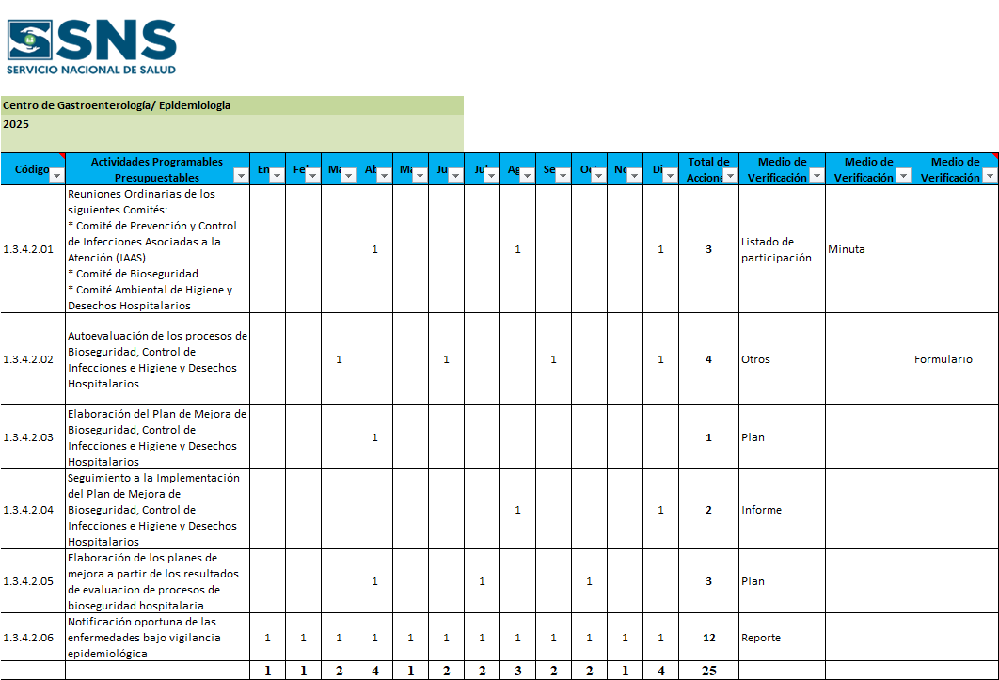 SNS
SERVICIO NACIONAL DE SALUD
Centro de Gastroenterología/ Epidemiologia
2025
Código
Actividades Programables
Presupuestables
En
Fel
Ma
Ab
Ma
Ju
Jul
Ag
Se
Oct
No
Di
Total de
Accione
Medio de
Verificación
Medio de
Verificación
Medio de
Verificación
1.3.4.2.01
Reuniones Ordinarias de los
siguientes Comités:
* Comité de Prevención y Control
de Infecciones Asociadas a la
Atención (IAAS)
* Comité de Bioseguridad
* Comité Ambiental de Higiene y
Desechos Hospitalarios
1 1 1 3
Listado de
participación
Minuta
1.3.4.2.02
Autoevaluación de los procesos de
Bioseguridad, Control de
Infecciones e Higiene y Desechos
Hospitalarios
1 1 1 1 4 Otros Formulario
1.3.4.2.03
Elaboración del Plan de Mejora de
Bioseguridad, Control de
Infecciones e Higiene y Desechos
Hospitalarios
1 1 Plan
1.3.4.2.04
Seguimiento a la Implementación
del Plan de Mejora de
Bioseguridad, Control de
Infecciones e Higiene y Desechos
Hospitalarios
1 1 2 Informe
1.3.4.2.05
Elaboración de los planes de
mejora a partir de los resultados
de evaluacion de procesos de
bioseguridad hospitalaria
1 1 1 3 Plan
1.3.4.2.06
Notificación oportuna de las
enfermedades bajo vigilancia
epidemiológica
1 1 1 1 1 1 1 1 1 1 1 1 12 Reporte
1 1 2 4 1 2 2 3 2 2 1 4 25